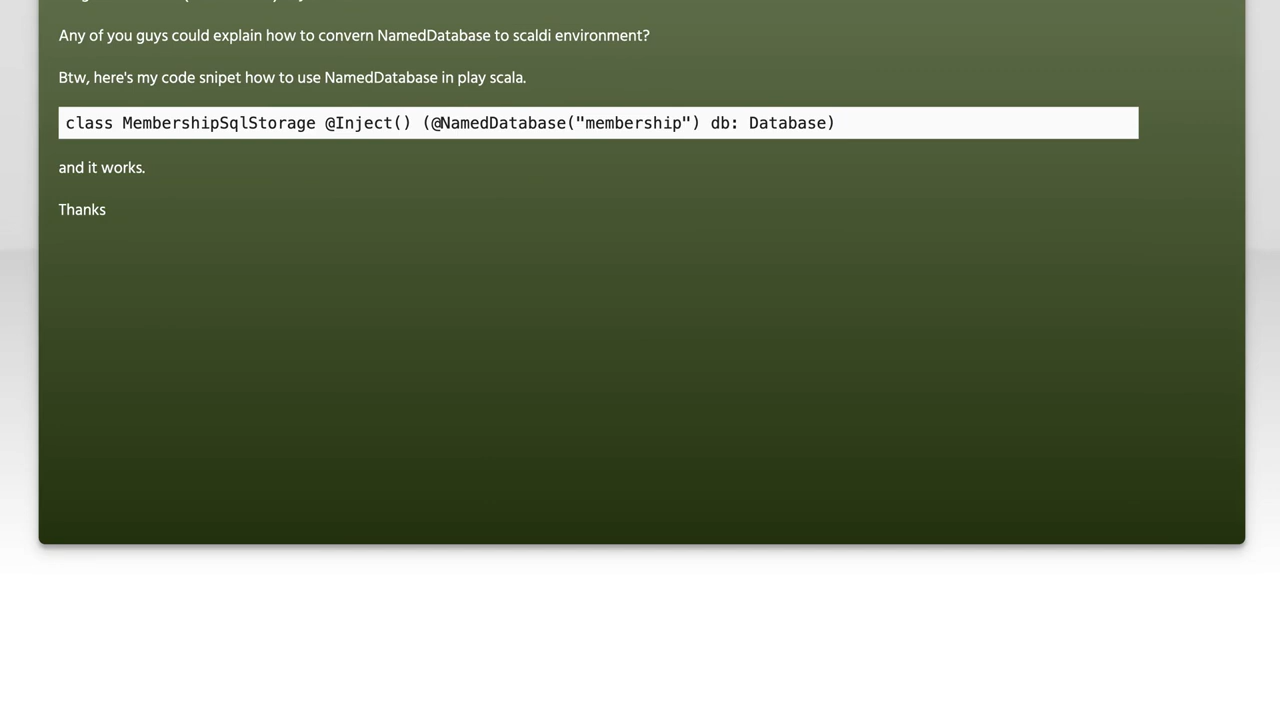 Any of you guys could explain how to convern NamedDatabase to scaldi environment?
Btw, here's my code snipet how to use NamedDatabase in play scala.
class MembershipSqlStorage @Inject() (@NamedDatabase("membership") db: Database)
and it works.
Thanks